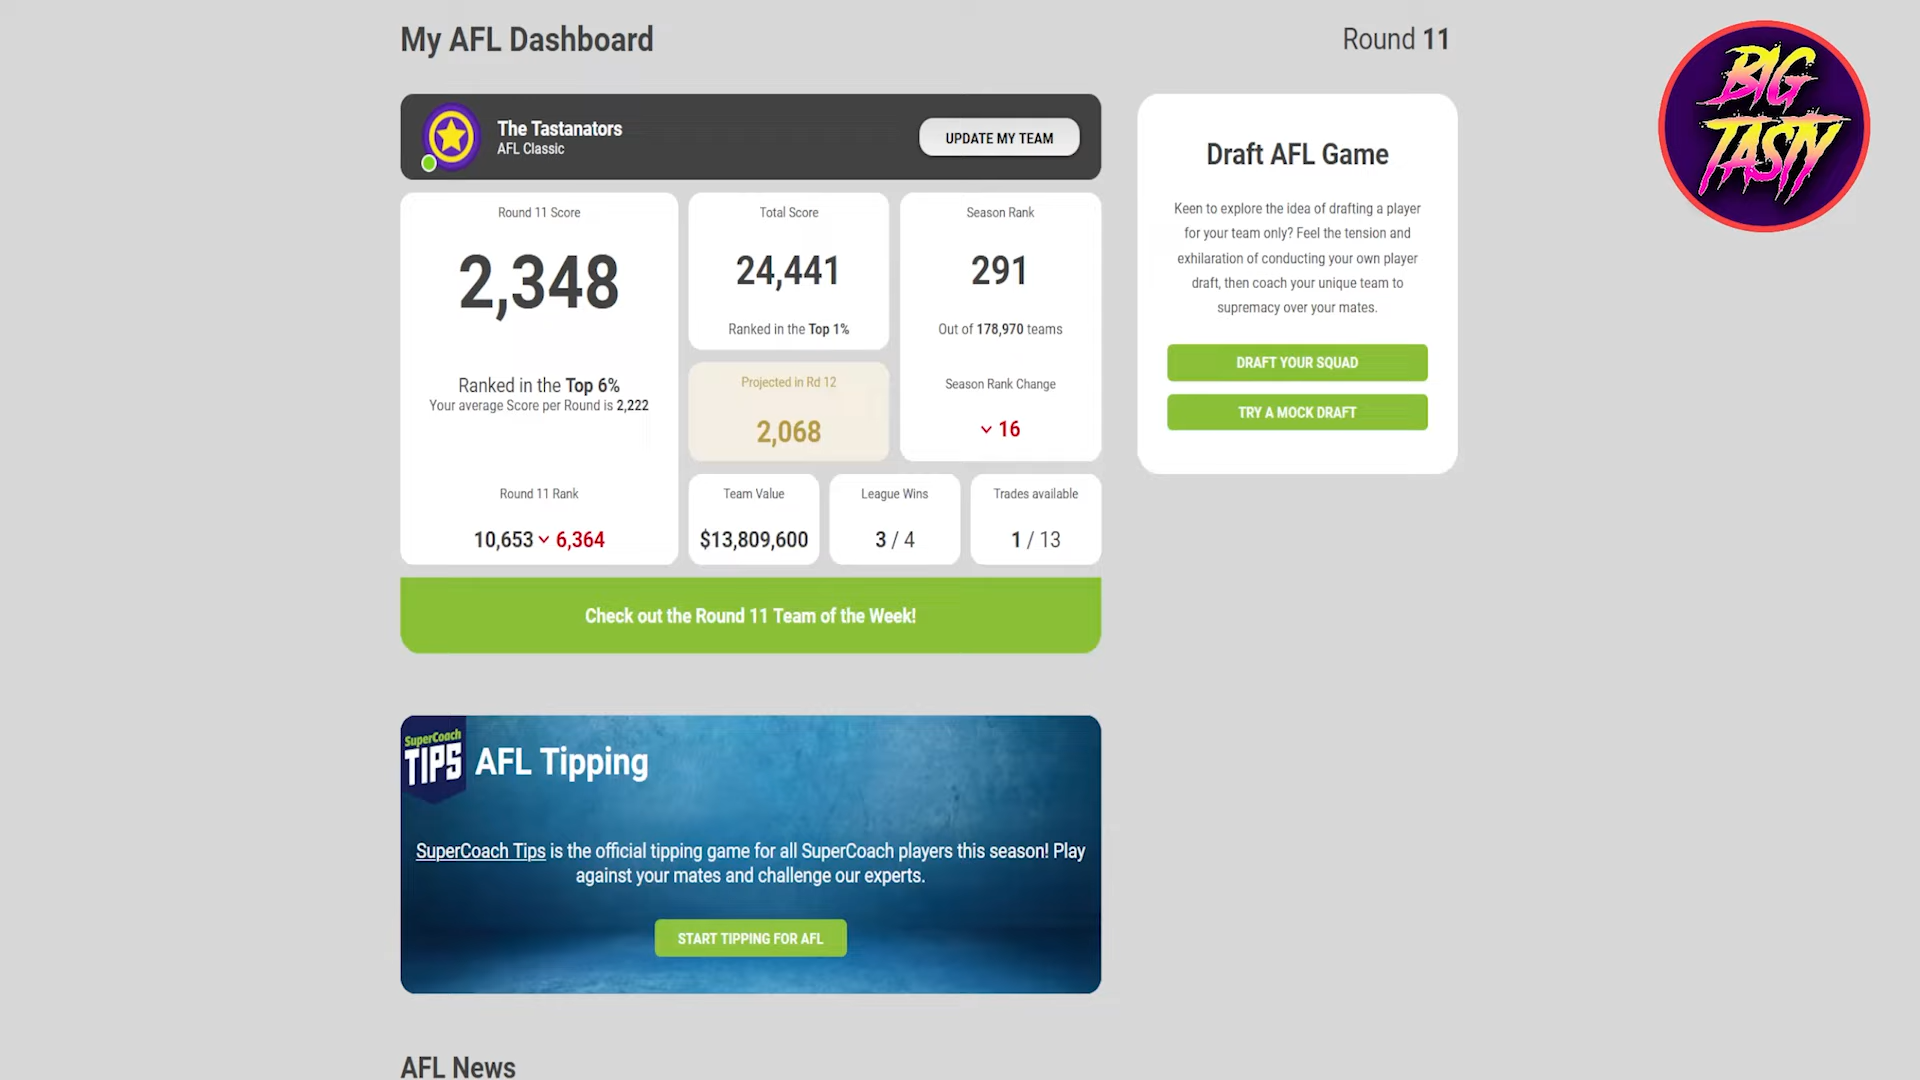 My AFL Dashboard
Round 11
BIG
TASTY
The Tastanators
AFL Classic
UPDATE MY TEAM
Round 11 Score
2,348
Ranked in the Top 6%
Your average Score per Round is 2,222
Round 11 Rank
10,653 6,364
Total Score
24,441
Ranked in the Top 1%
Projected in Rd 12
2,068
Season Rank
291
Out of 178,970 teams
Season Rank Change
16
Team Value
$13,809,600
League Wins
3 / 4
Trades available
1 / 13
Check out the Round 11 Team of the Week!
Draft AFL Game
Keen to explore the idea of drafting a player
for your team only? Feel the tension and
exhilaration of conducting your own player
draft, then coach your unique team to
supremacy over your mates.
DRAFT YOUR SQUAD
TRY A MOCK DRAFT
SuperCoach
TIPS
AFL Tipping
SuperCoach Tips is the official tipping game for all SuperCoach players this season! Play
against your mates and challenge our experts.
START TIPPING FOR AFL
AFL News